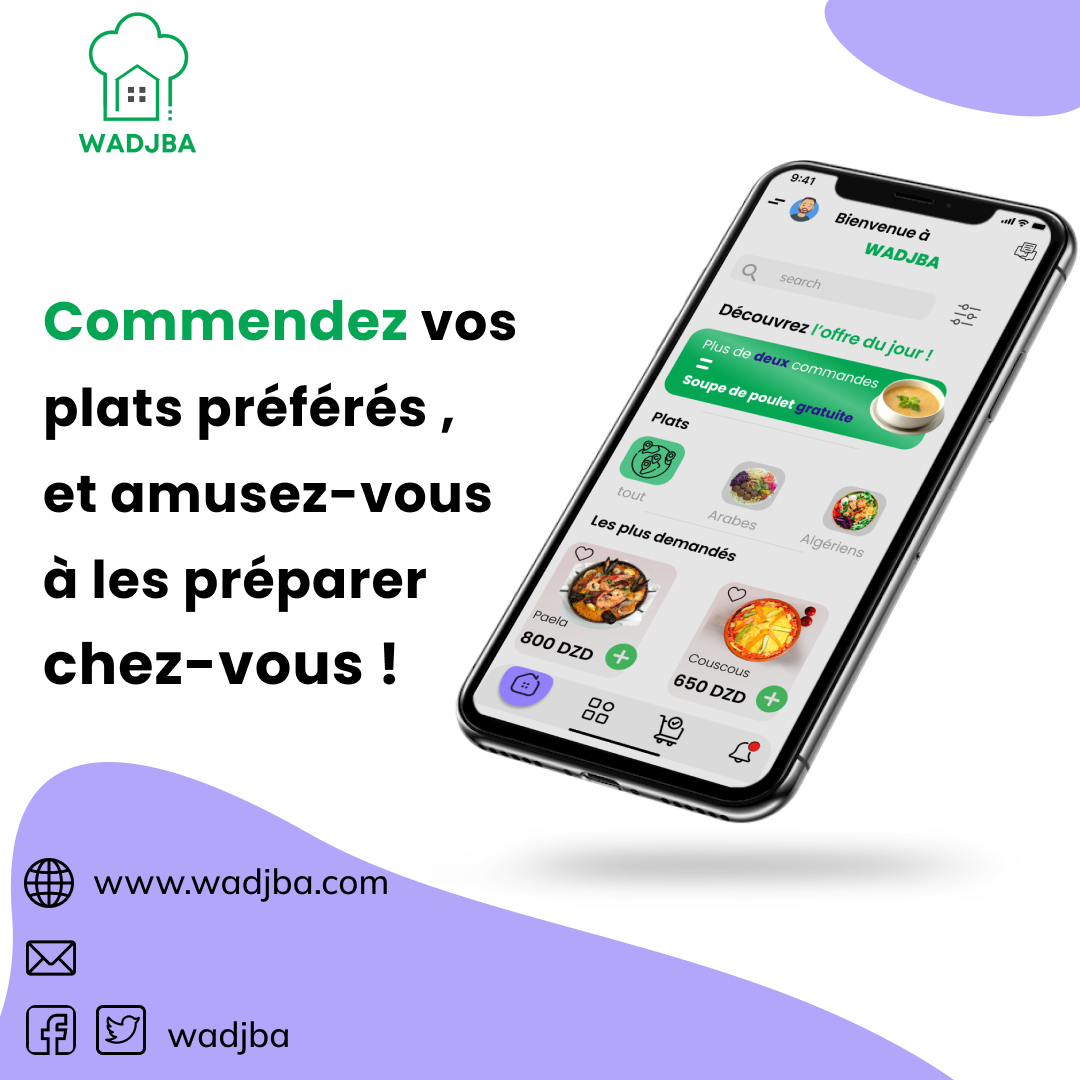 WADJBA
Commendez vos
plats préférés ,
et amusez-vous
à les préparer
chez-vous !
9:41
Bienvenue à
WADJBA
search
Découvrez l'offre du jour !
Plus de deux commandes
=
Soupe de poulet gratuite
Plats
tout
Arabes
Algériens
Les plus demandés
Paela
800 DZD
+
Couscous
650 DZD
+
www.wadjba.com
wadjba